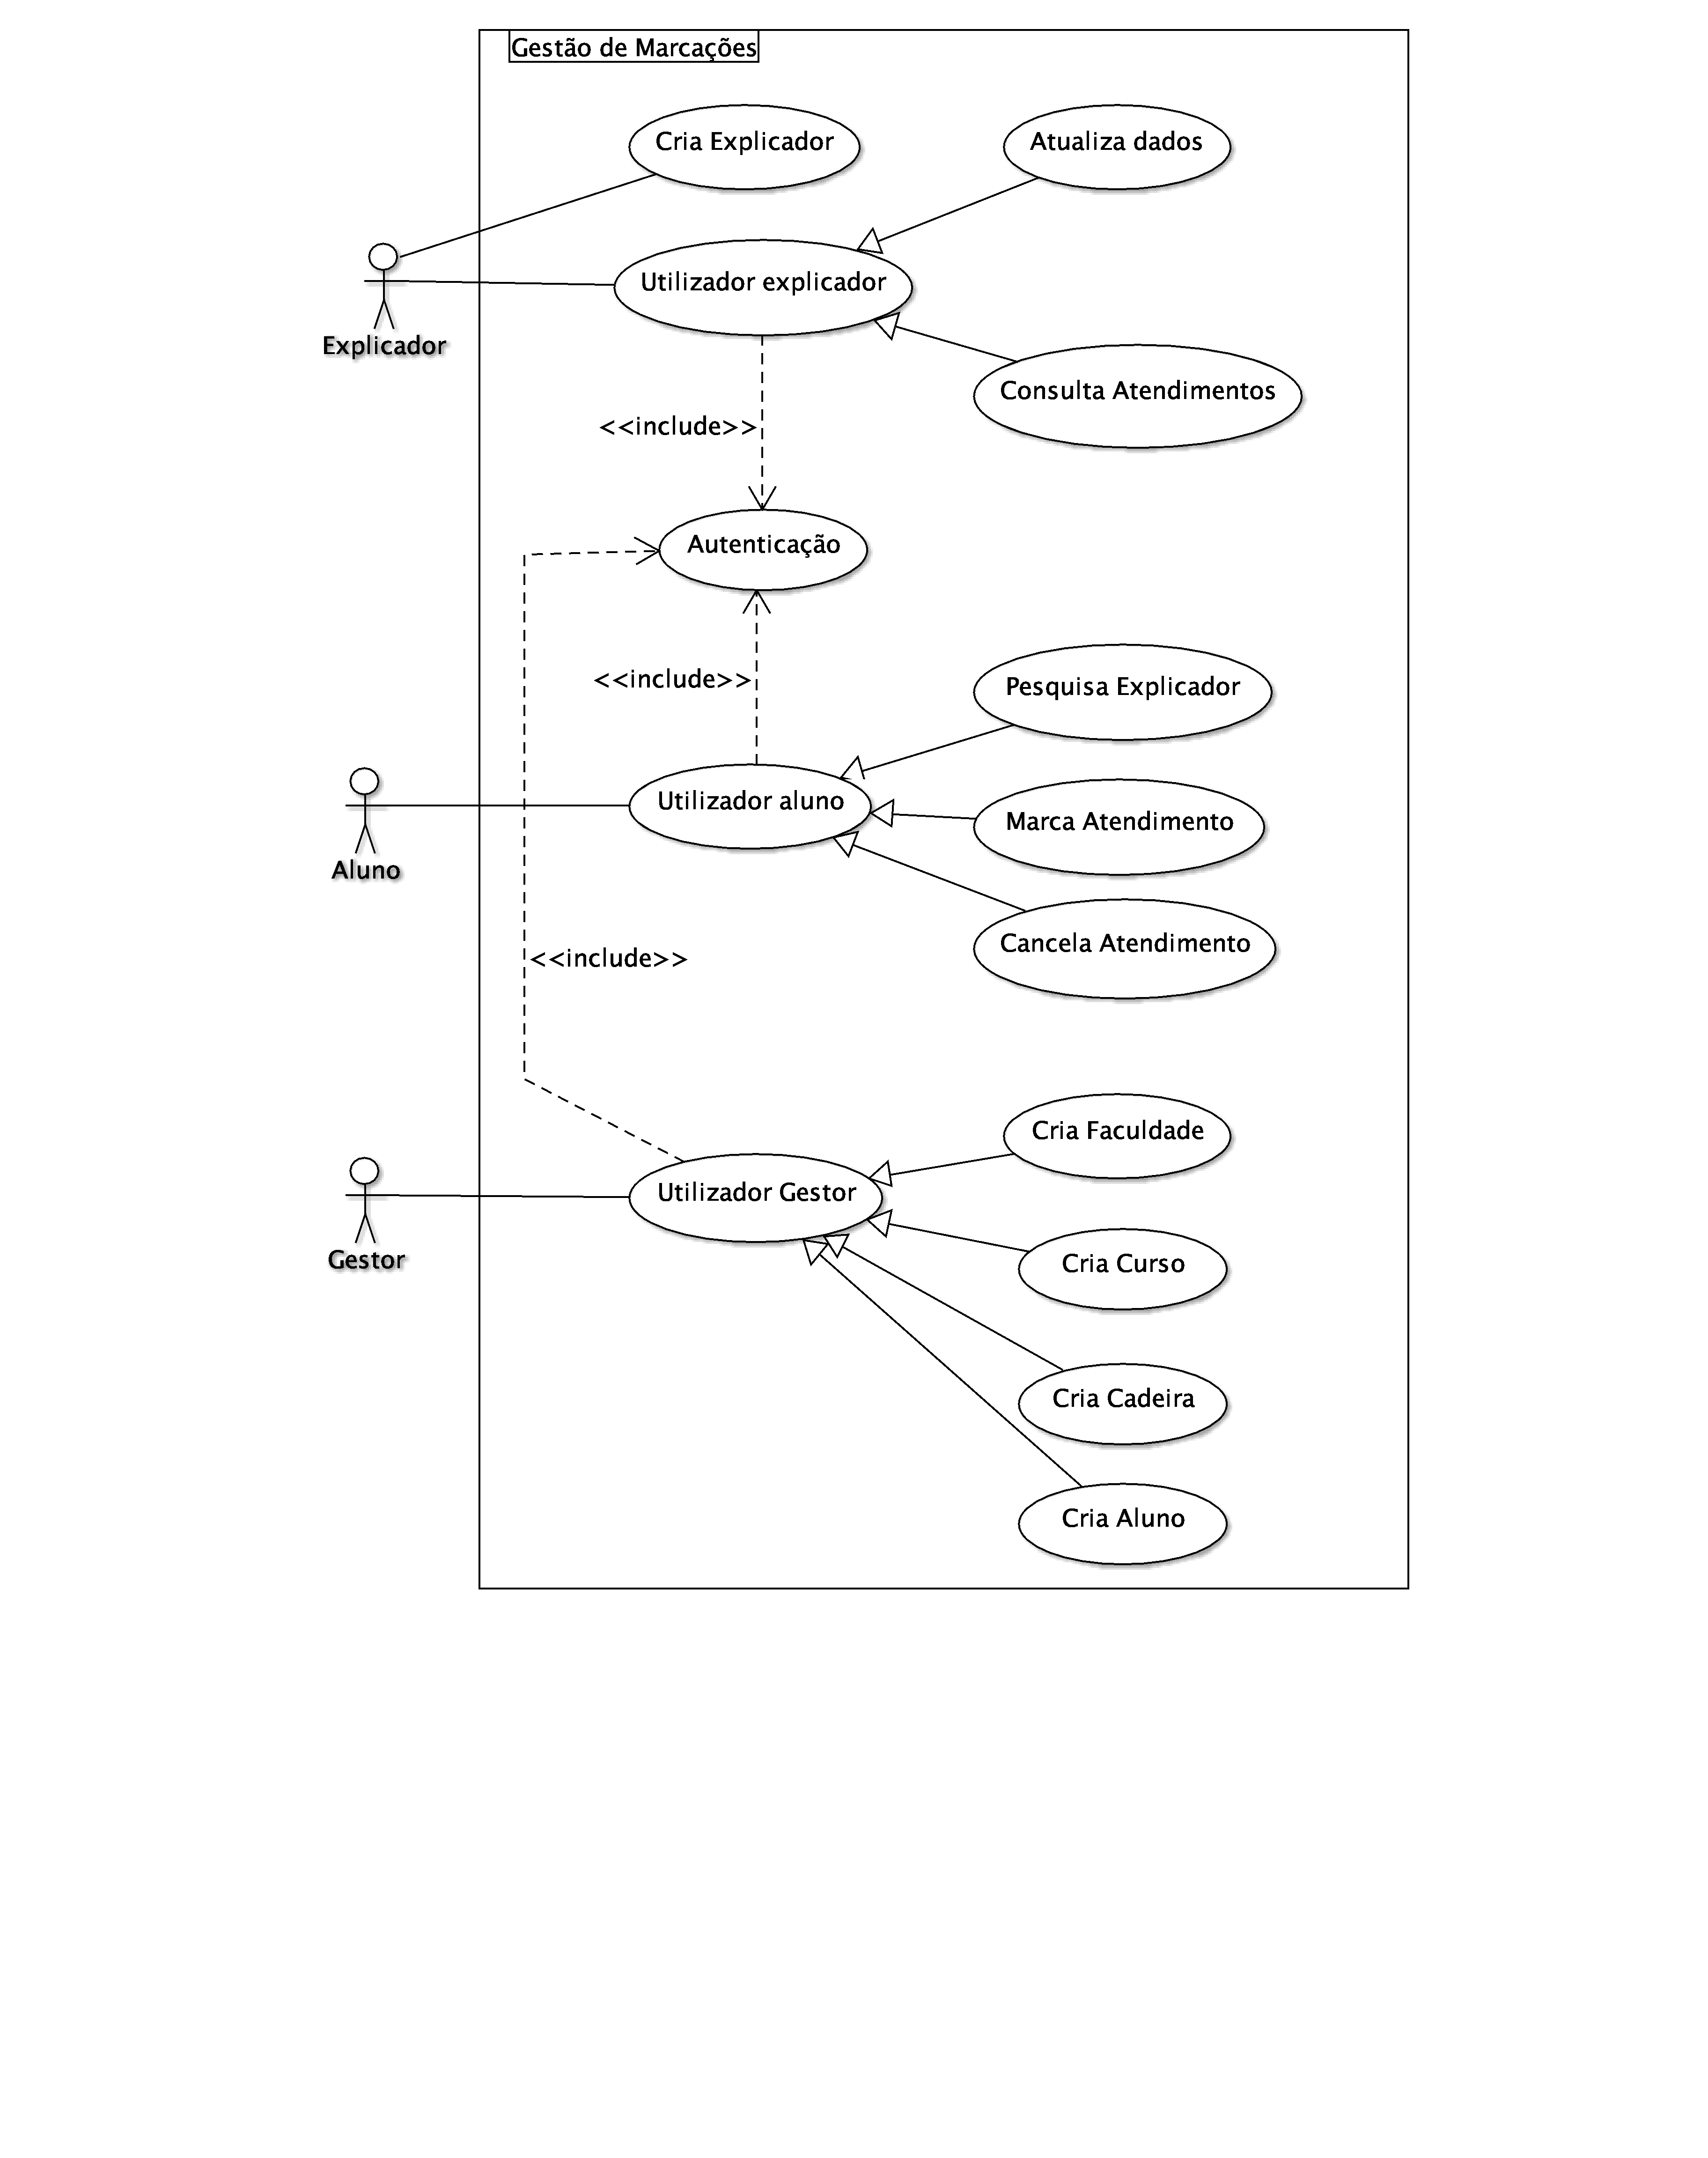 Gestão de Marcações
Cria Explicador
Atualiza dados
Utilizador explicador
Explicador
Consulta Atendimentos
<<include>>
Autenticação
<<include>>
Pesquisa Explicador
Utilizador aluno
Marca Atendimento
Aluno
Cancela Atendimento
<<include>>
Cria Faculdade
Utilizador Gestor
Gestor
Cria Curso
Cria Cadeira
Cria Aluno